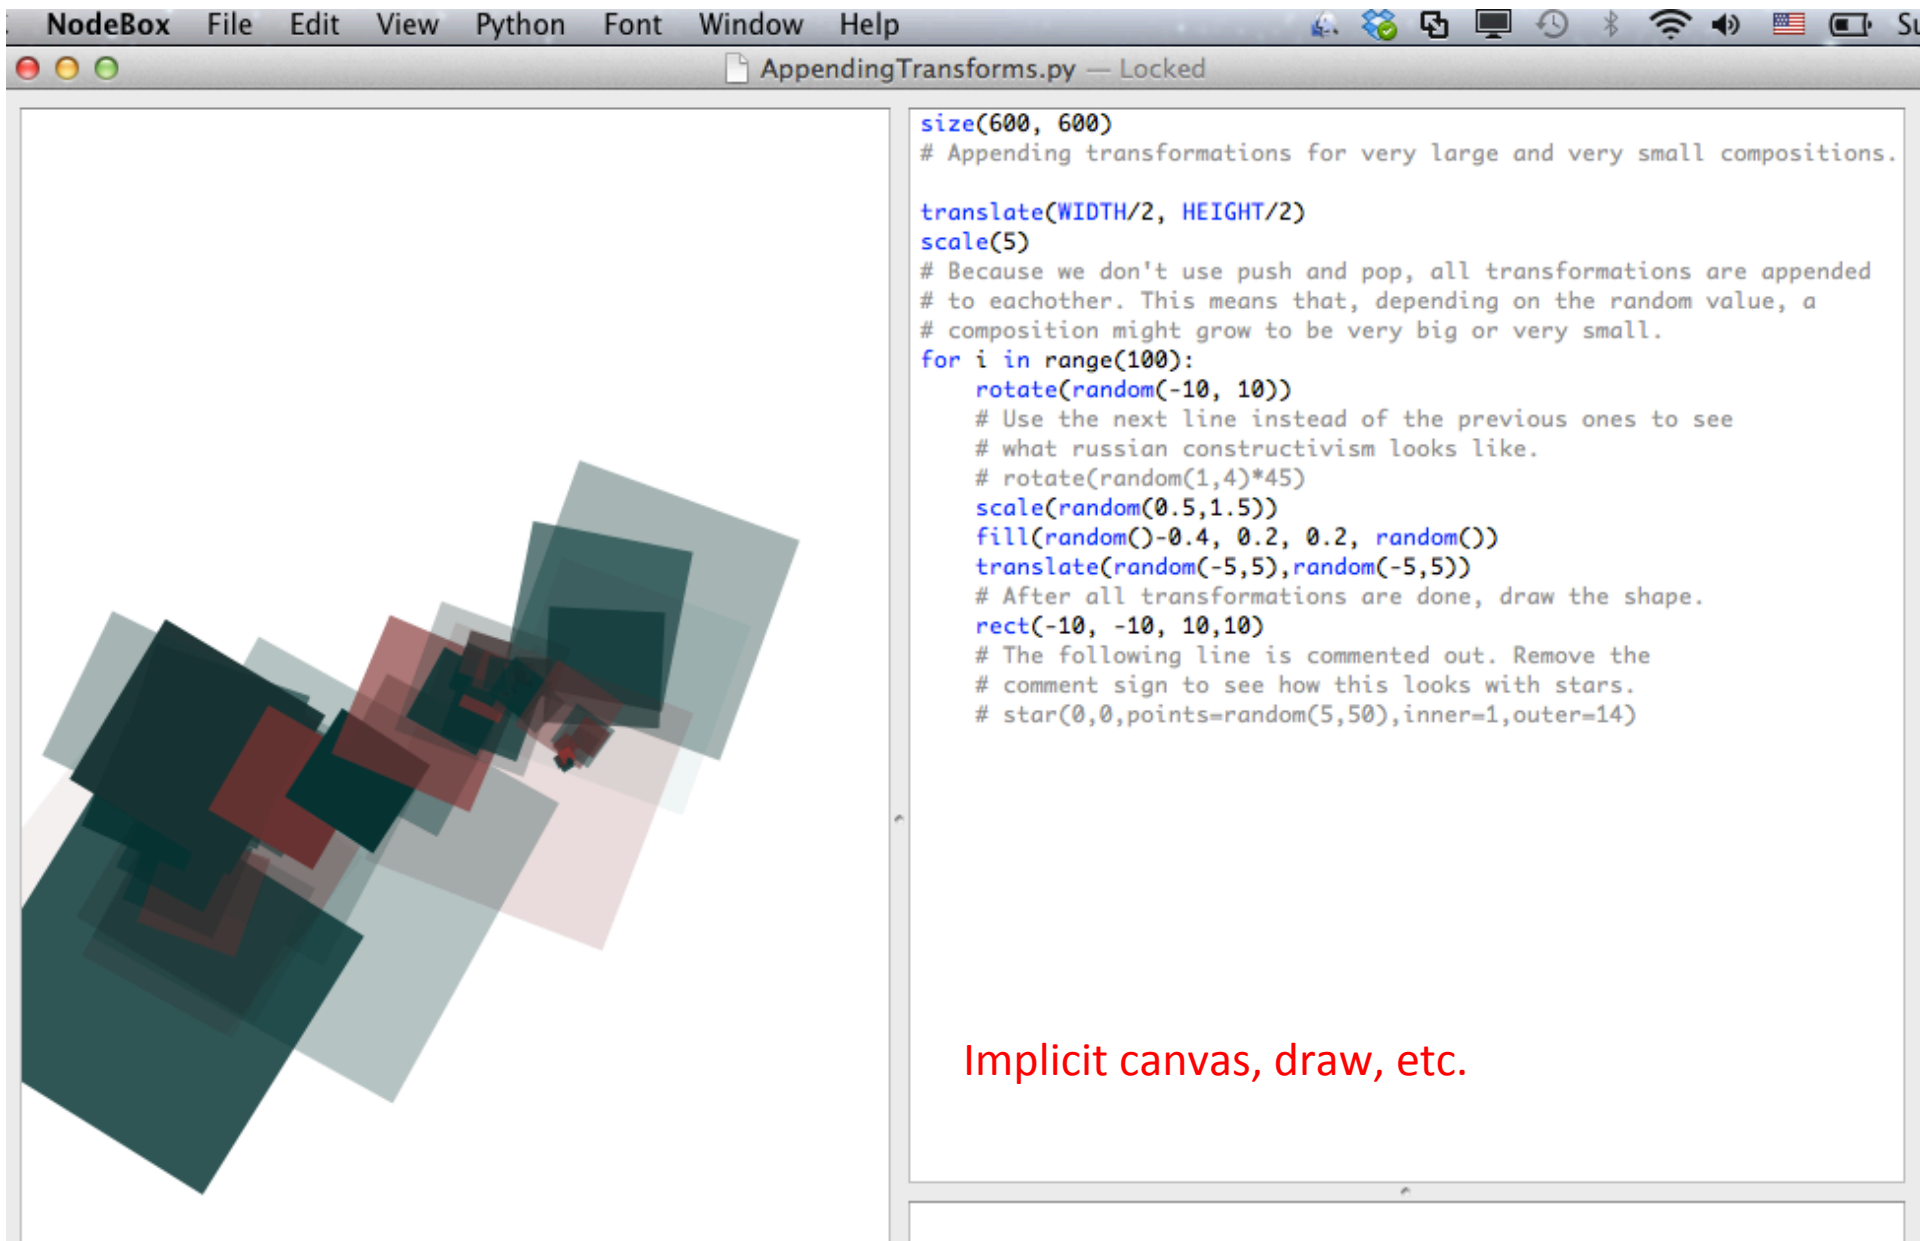 NodeBox File Edit View Python Font Window Help
AppendingTransforms.py — Locked
size(600, 600)
# Appending transformations for very large and very small compositions.
translate(WIDTH/2, HEIGHT/2)
scale(5)
# Because we don't use push and pop, all transformations are appended
# to eachother. This means that, depending on the random value, a
# composition might grow to be very big or very small.
for i in range(100):
    rotate(random(-10, 10))
    # Use the next line instead of the previous ones to see
    # what russian constructivism looks like.
    # rotate(random(1,4)*45)
    scale(random(0.5,1.5))
    fill(random()-0.4, 0.2, 0.2, random())
    translate(random(-5,5),random(-5,5))
    # After all transformations are done, draw the shape.
    rect(-10, -10, 10,10)
    # The following line is commented out. Remove the
    # comment sign to see how this looks with stars.
    # star(0,0,points=random(5,50),inner=1,outer=14)
Implicit canvas, draw, etc.